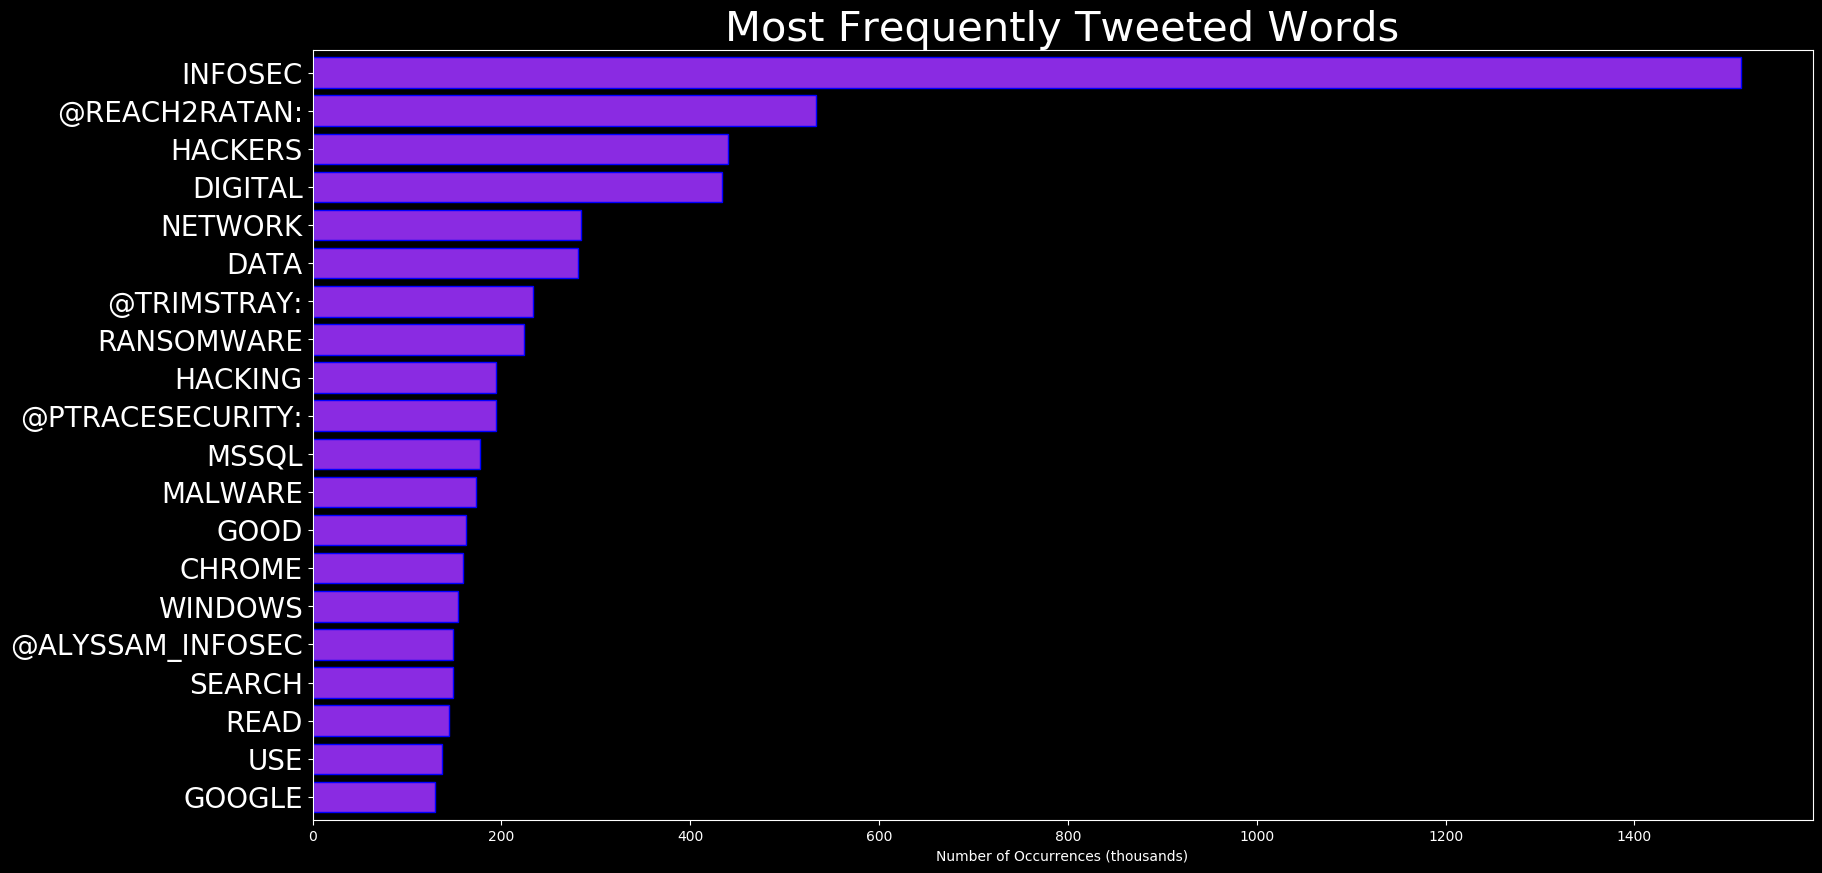 Most Frequently Tweeted Words
INFOSEC
@REACH2RATAN:
HACKERS
DIGITAL
NETWORK
DATA
@TRIMSTRAY:
RANSOMWARE
HACKING
@PTRACESECURITY:
MSSQL
MALWARE
GOOD
CHROME
WINDOWS
@ALYSSAM_INFOSEC
SEARCH
READ
USE
GOOGLE
0 200 400 600 800 1000 1200 1400
Number of Occurrences (thousands)